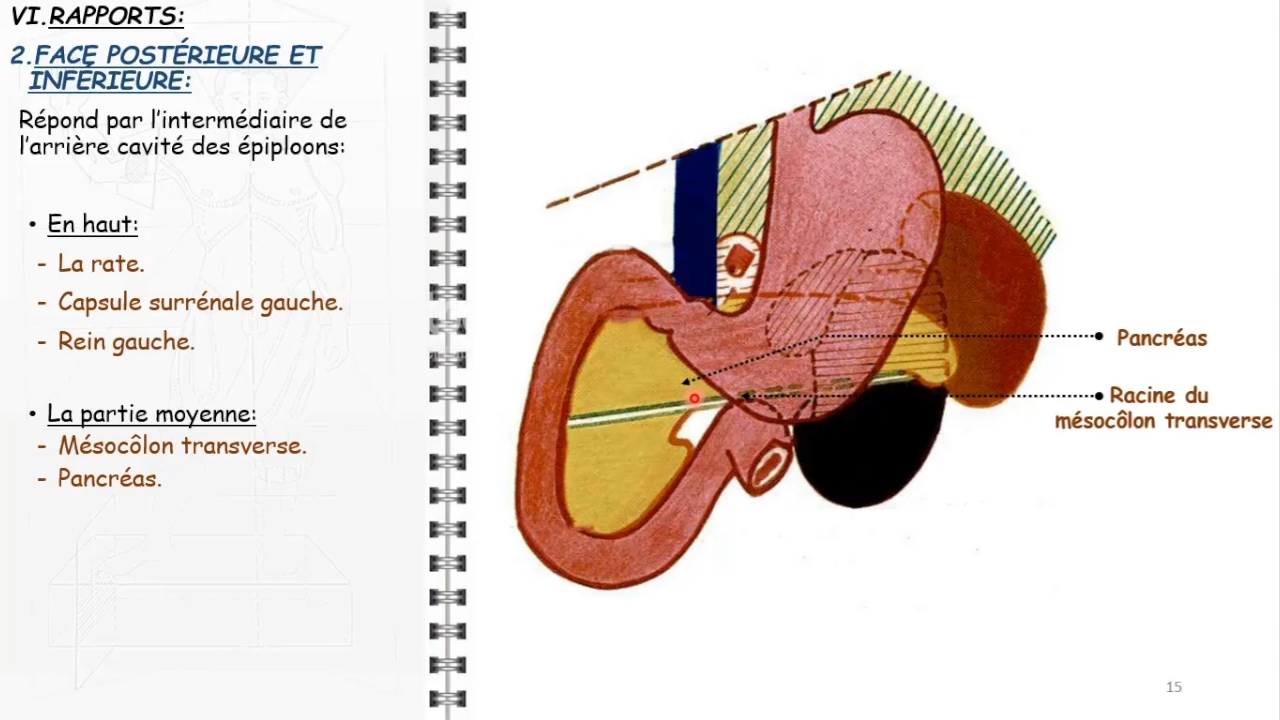 VI. RAPPORTS:
2. FACE POSTÉRIEURE ET
INFÉRIEURE:
Répond par l'intermédiaire de
l'arrière cavité des épiploons:
• En haut:
- La rate.
- Capsule surrénale gauche.
- Rein gauche.
• La partie moyenne:
- Mésocôlon transverse.
- Pancréas.
Pancréas
Racine du
mésocôlon transverse
15